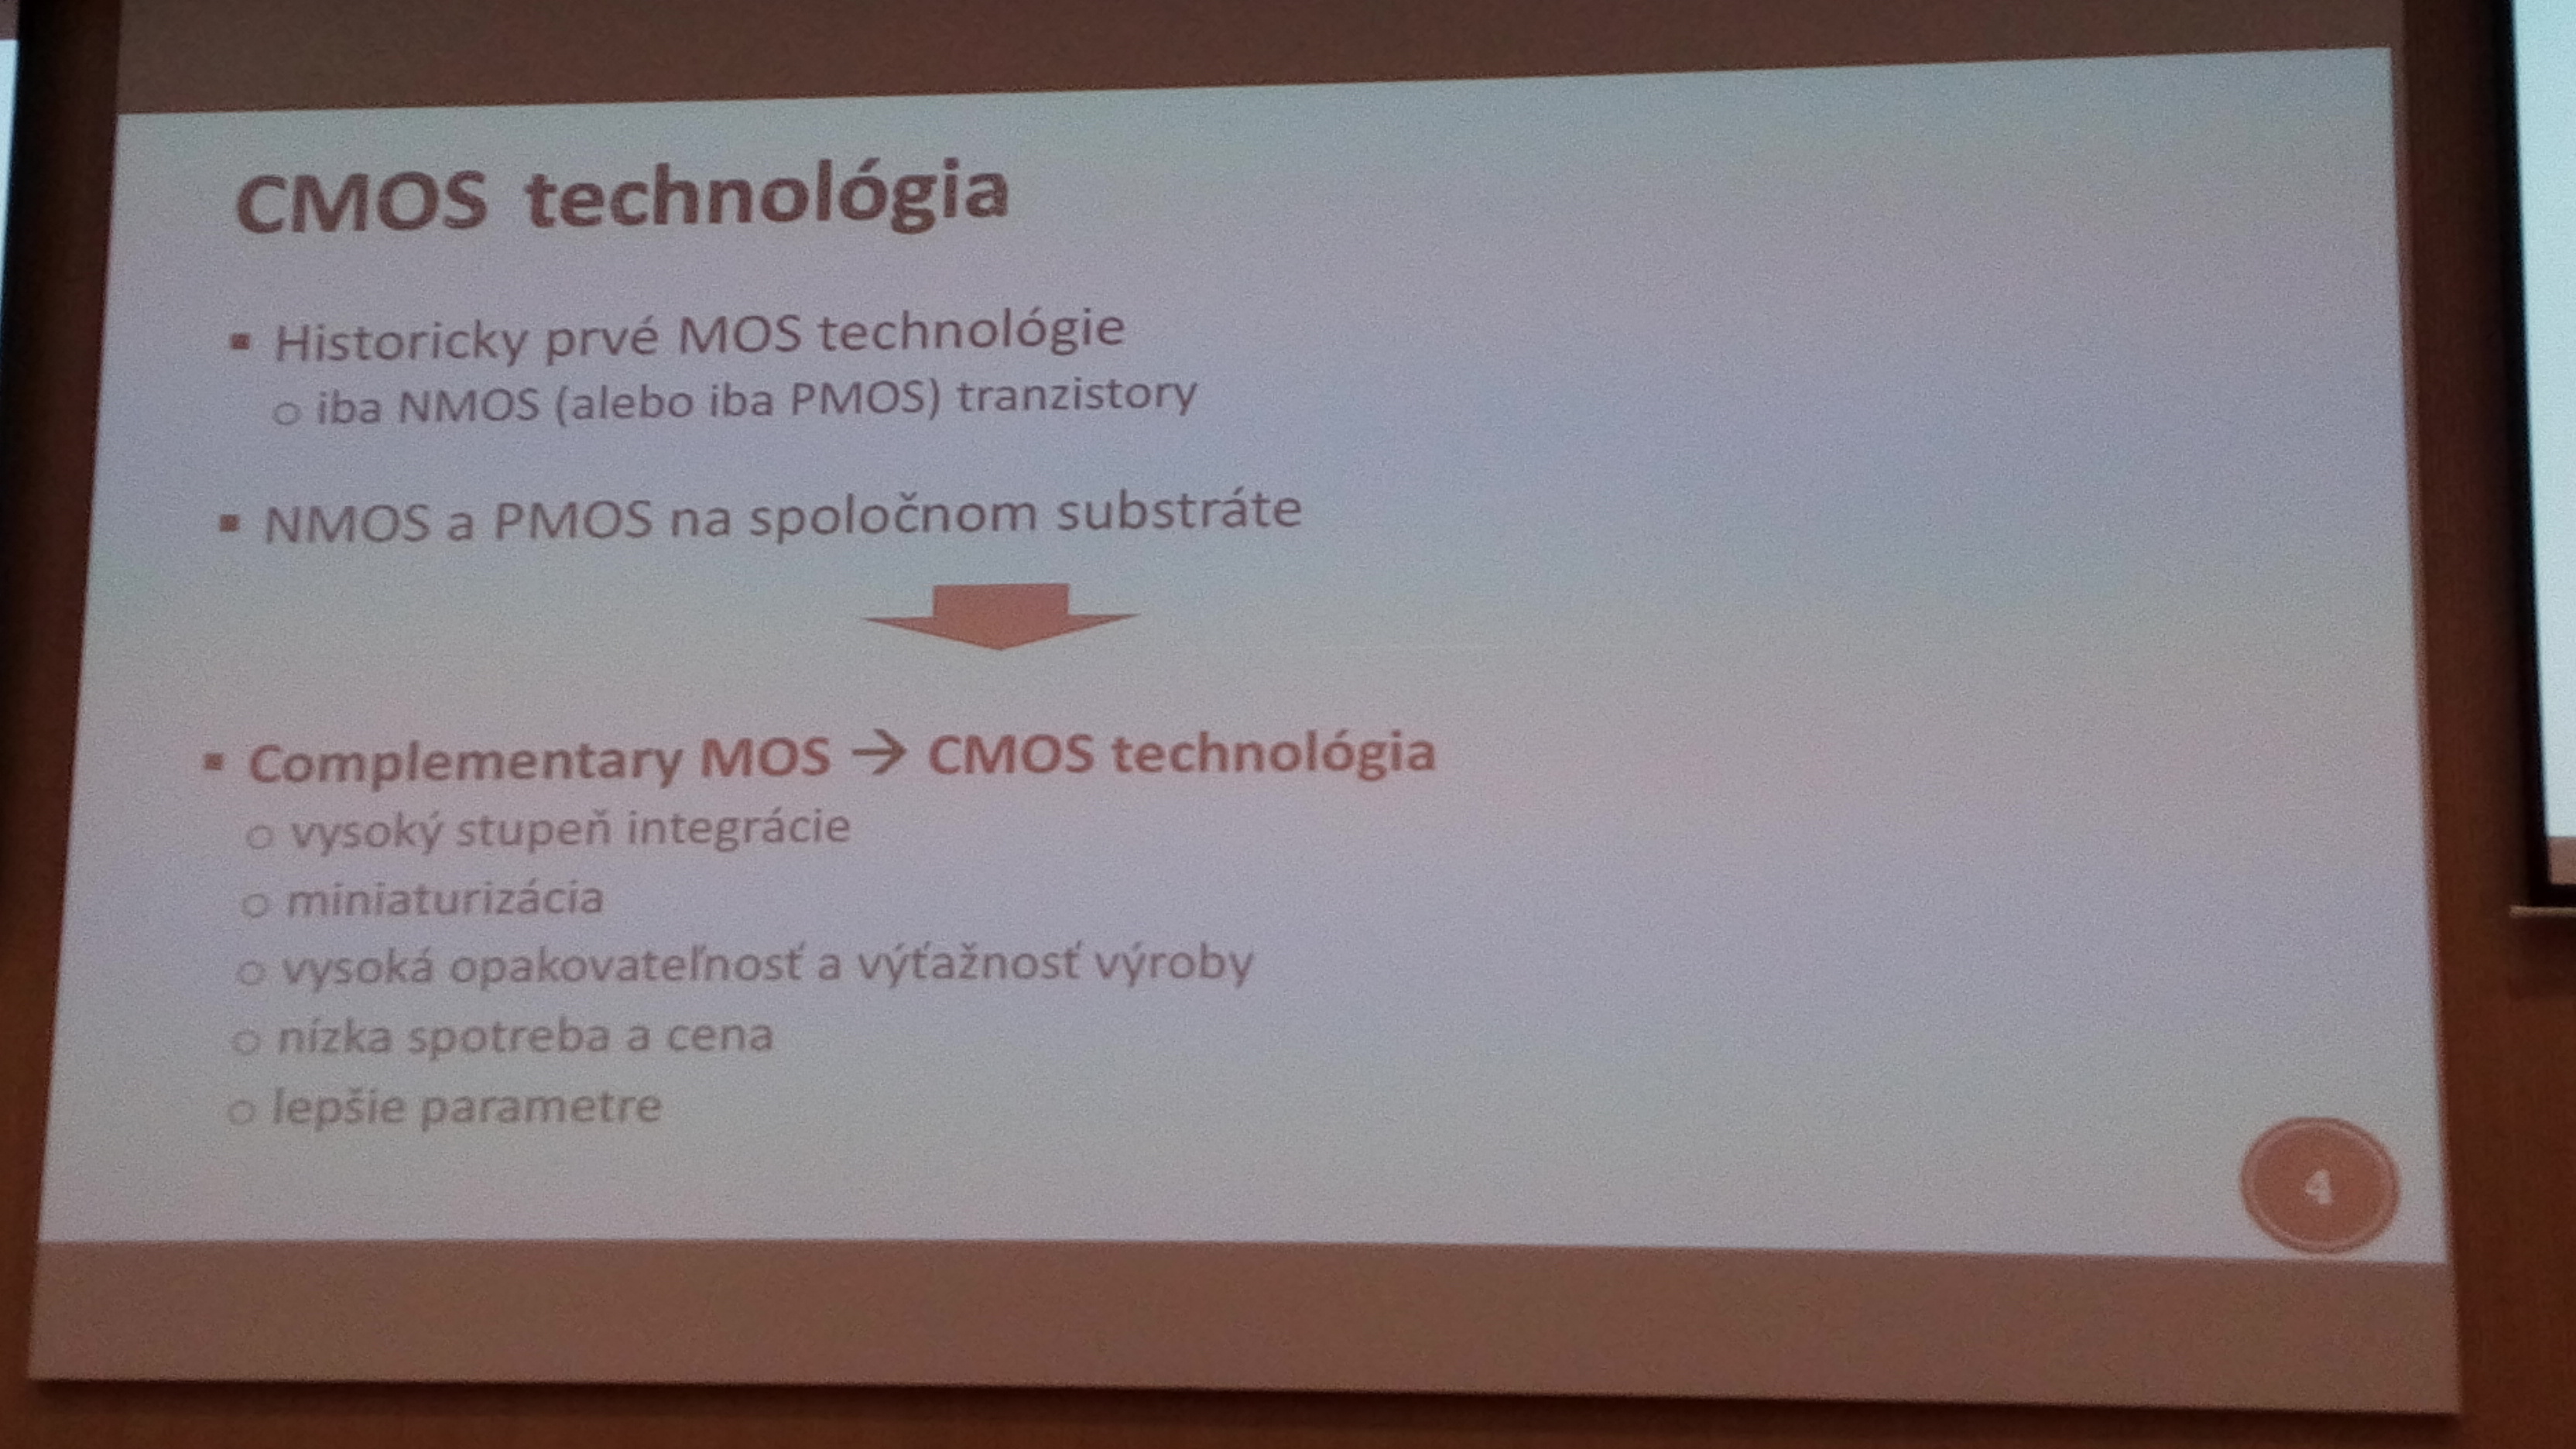 CMOS technológia
▪ Historicky prvé MOS technológie
o iba NMOS (alebo iba PMOS) tranzistory
▪ NMOS a PMOS na spoločnom substráte
▪ Complementary MOS → CMOS technológia
o vysoký stupeň integrácie
o miniaturizácia
o vysoká opakovateľnosť a výťažnosť výroby
o nízka spotreba a cena
o lepšie parametre
4